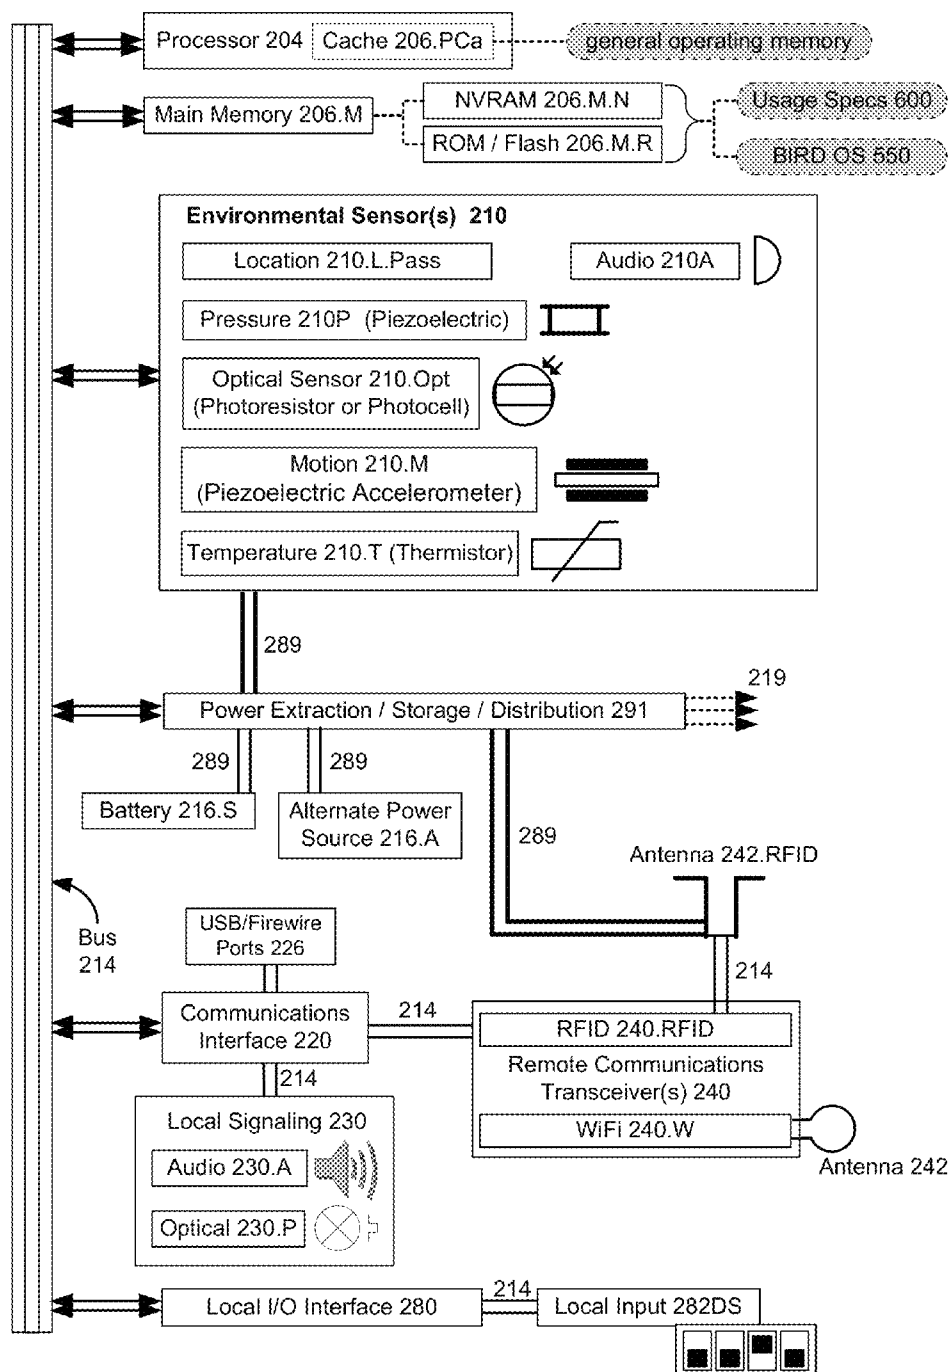 Processor 204
Cache 206.PCa
general operating memory
Main Memory 206.M
NVRAM 206.M.N
ROM / Flash 206.M.R
Usage Specs 600
BIRD OS 550
Environmental Sensor(s) 210
Location 210.L.Pass
Audio 210A
Pressure 210P (Piezoelectric)
Optical Sensor 210.Opt
(Photoresistor or Photocell)
Motion 210.M
(Piezoelectric Accelerometer)
Temperature 210.T (Thermistor)
289
219
Power Extraction / Storage / Distribution 291
289
289
Battery 216.S
Alternate Power
Source 216.A
289
Antenna 242.RFID
Bus
214
USB/Firewire
Ports 226
214
Communications
Interface 220
214
RFID 240.RFID
Remote Communications
Transceiver(s) 240
WiFi 240.W
Antenna 242
214
Local Signaling 230
Audio 230.A
Optical 230.P
Local I/O Interface 280
214
Local Input 282DS